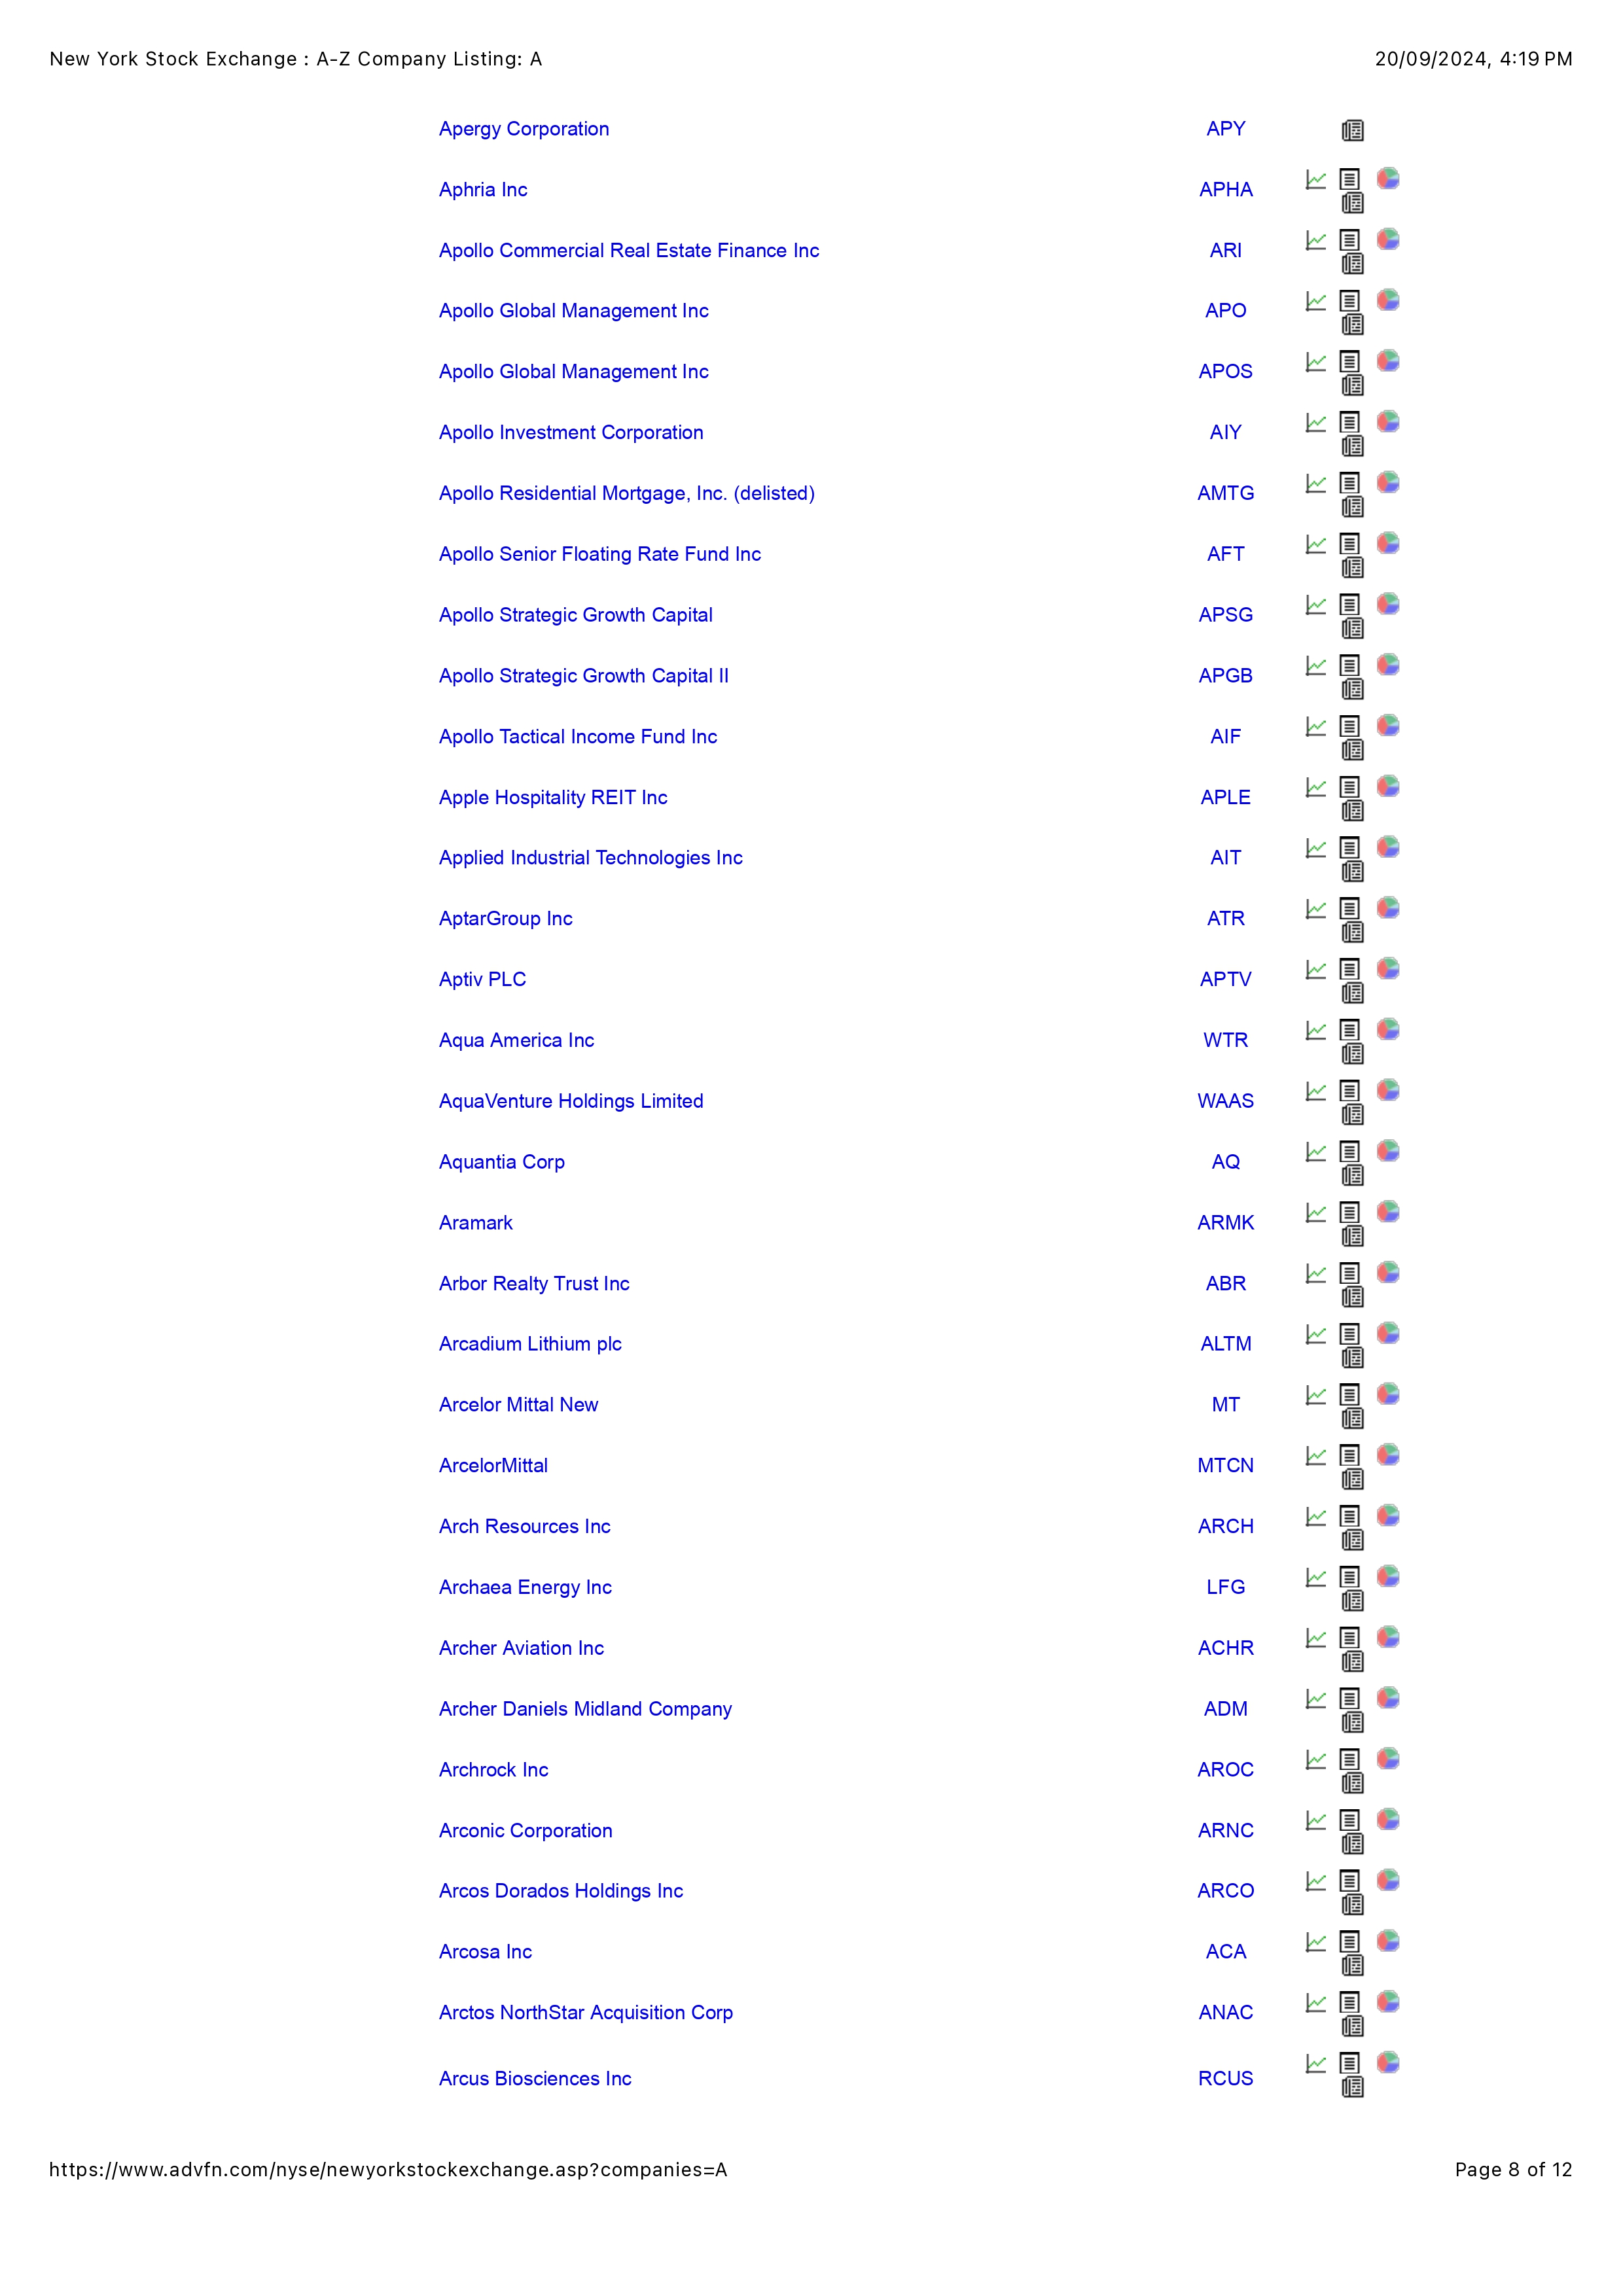 New York Stock Exchange : A-Z Company Listing: A 20/09/2024, 4:19 PM
Apergy Corporation APY
Aphria Inc APHA
Apollo Commercial Real Estate Finance Inc ARI
Apollo Global Management Inc APO
Apollo Global Management Inc APOS
Apollo Investment Corporation AIY
Apollo Residential Mortgage, Inc. (delisted) AMTG
Apollo Senior Floating Rate Fund Inc AFT
Apollo Strategic Growth Capital APSG
Apollo Strategic Growth Capital II APGB
Apollo Tactical Income Fund Inc AIF
Apple Hospitality REIT Inc APLE
Applied Industrial Technologies Inc AIT
AptarGroup Inc ATR
Aptiv PLC APTV
Aqua America Inc WTR
AquaVenture Holdings Limited WAAS
Aquantia Corp AQ
Aramark ARMK
Arbor Realty Trust Inc ABR
Arcadium Lithium plc ALTM
Arcelor Mittal New MT
ArcelorMittal MTCN
Arch Resources Inc ARCH
Archaea Energy Inc LFG
Archer Aviation Inc ACHR
Archer Daniels Midland Company ADM
Archrock Inc AROC
Arconic Corporation ARNC
Arcos Dorados Holdings Inc ARCO
Arcosa Inc ACA
Arctos NorthStar Acquisition Corp ANAC
Arcus Biosciences Inc RCUS
https://www.advfn.com/nyse/newyorkstockexchange.asp?companies=A Page 8 of 12